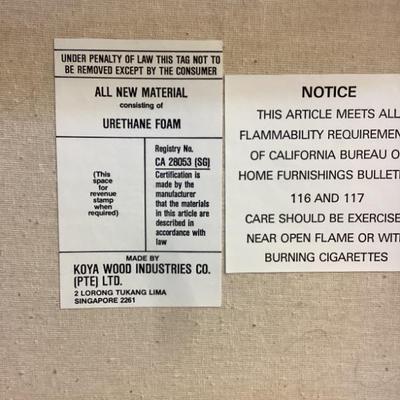 UNDER PENALTY OF LAW THIS TAG NOT TO
BE REMOVED EXCEPT BY THE CONSUMER
ALL NEW MATERIAL
consisting of
URETHANE FOAM
(This
space
for
revenue
stamp
when
required)
Registry No.
CA 28053 (SG)
Certification is
made by the
manufacturer
that the materials
in this article are
described in
accordance with
law
MADE BY
KOYA WOOD INDUSTRIES CO.
(PTE) LTD.
2 LORONG TUKANG LIMA
SINGAPORE 2261
NOTICE
THIS ARTICLE MEETS ALL
FLAMMABILITY REQUIREMEN
OF CALIFORNIA BUREAU O
HOME FURNISHINGS BULLET
116 AND 117
CARE SHOULD BE EXERCISE
NEAR OPEN FLAME OR WIT
BURNING CIGARETTES